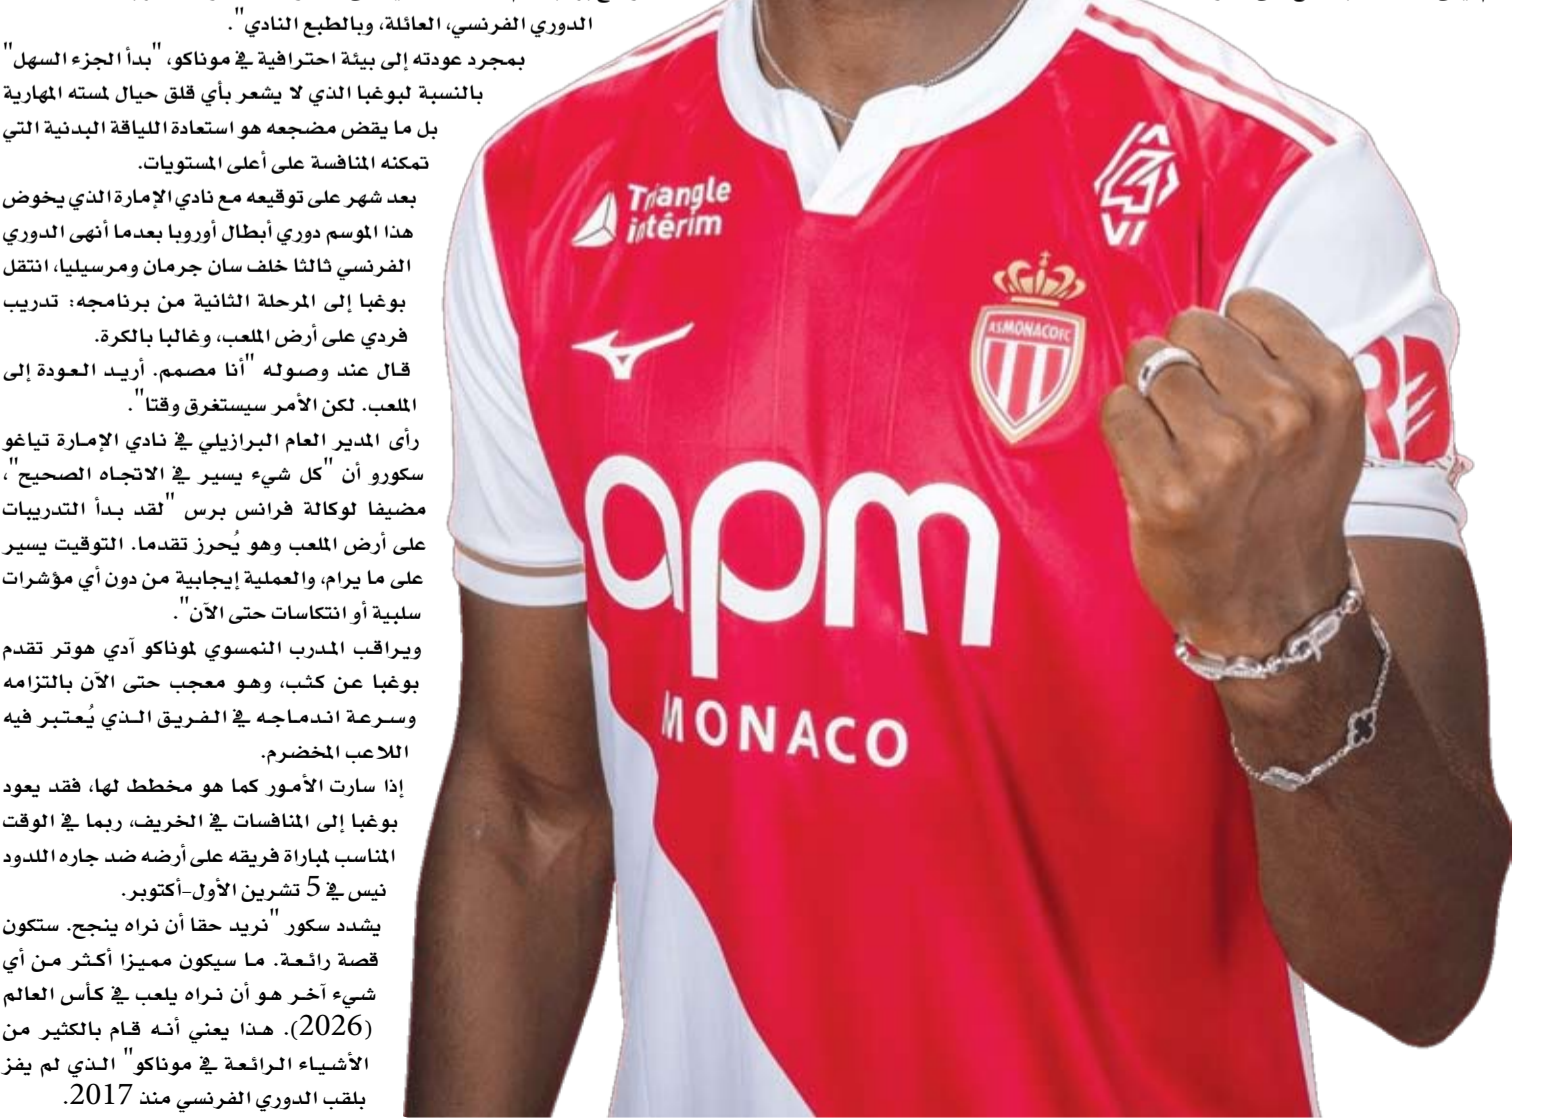 الدوري الفرنسي، العائلة، وبالطبع النادي".
بمجرد عودته إلى بيئة احترافية في موناكو، "بدأ الجزء السهل"
بالنسبة لبوغبا الذي لا يشعر بأي قلق حيال لمسته المهارية
بل ما يقض مضجعه هو استعادة اللياقة البدنية التي
تمكنه المنافسة على أعلى المستويات.
بعد شهر على توقيعه مع نادي الإمارة الذي يخوض
هذا الموسم دوري أبطال أوروبا بعدما أنهى الدوري
الفرنسي ثالثا خلف سان جرمان ومرسيليا، انتقل
بوغبا إلى المرحلة الثانية من برنامجه: تدريب
فردي على أرض الملعب، وغالبا بالكرة.
قال عند وصوله "أنا مصمم. أريد العودة إلى
الملعب. لكن الأمر سيستغرق وقتا".
رأى المدير العام البرازيلي في نادي الإمارة تياغو
سكورو أن "كل شيء يسير في الاتجاه الصحيح"،
مضيفا لوكالة فرانس برس "لقد بدأ التدريبات
على أرض الملعب وهو يُحرز تقدما. التوقيت يسير
على ما يرام، والعملية إيجابية من دون أي مؤشرات
سلبية أو انتكاسات حتى الآن".
ويراقب المدرب النمسوي لموناكو آدي هوتر تقدم
بوغبا عن كثب، وهو معجب حتى الآن بالتزامه
وسرعة اندماجه في الفريق الذي يُعتبر فيه
اللاعب المخضرم.
إذا سارت الأمور كما هو مخطط لها، فقد يعود
بوغبا إلى المنافسات في الخريف، ربما في الوقت
المناسب لمباراة فريقه على أرضه ضد جاره اللدود
نيس في 5 تشرين الأول-أكتوبر.
يشدد سكور "نريد حقا أن نراه ينجح. ستكون
قصة رائعة. ما سيكون مميزا أكثر من أي
شيء آخر هو أن نراه يلعب في كأس العالم
(2026). هذا يعني أنه قام بالكثير من
الأشياء الرائعة في موناكو" الذي لم يفز
بلقب الدوري الفرنسي منذ 2017.
Triangle
intérim
VI
AS MONACO FC
apm
MONACO